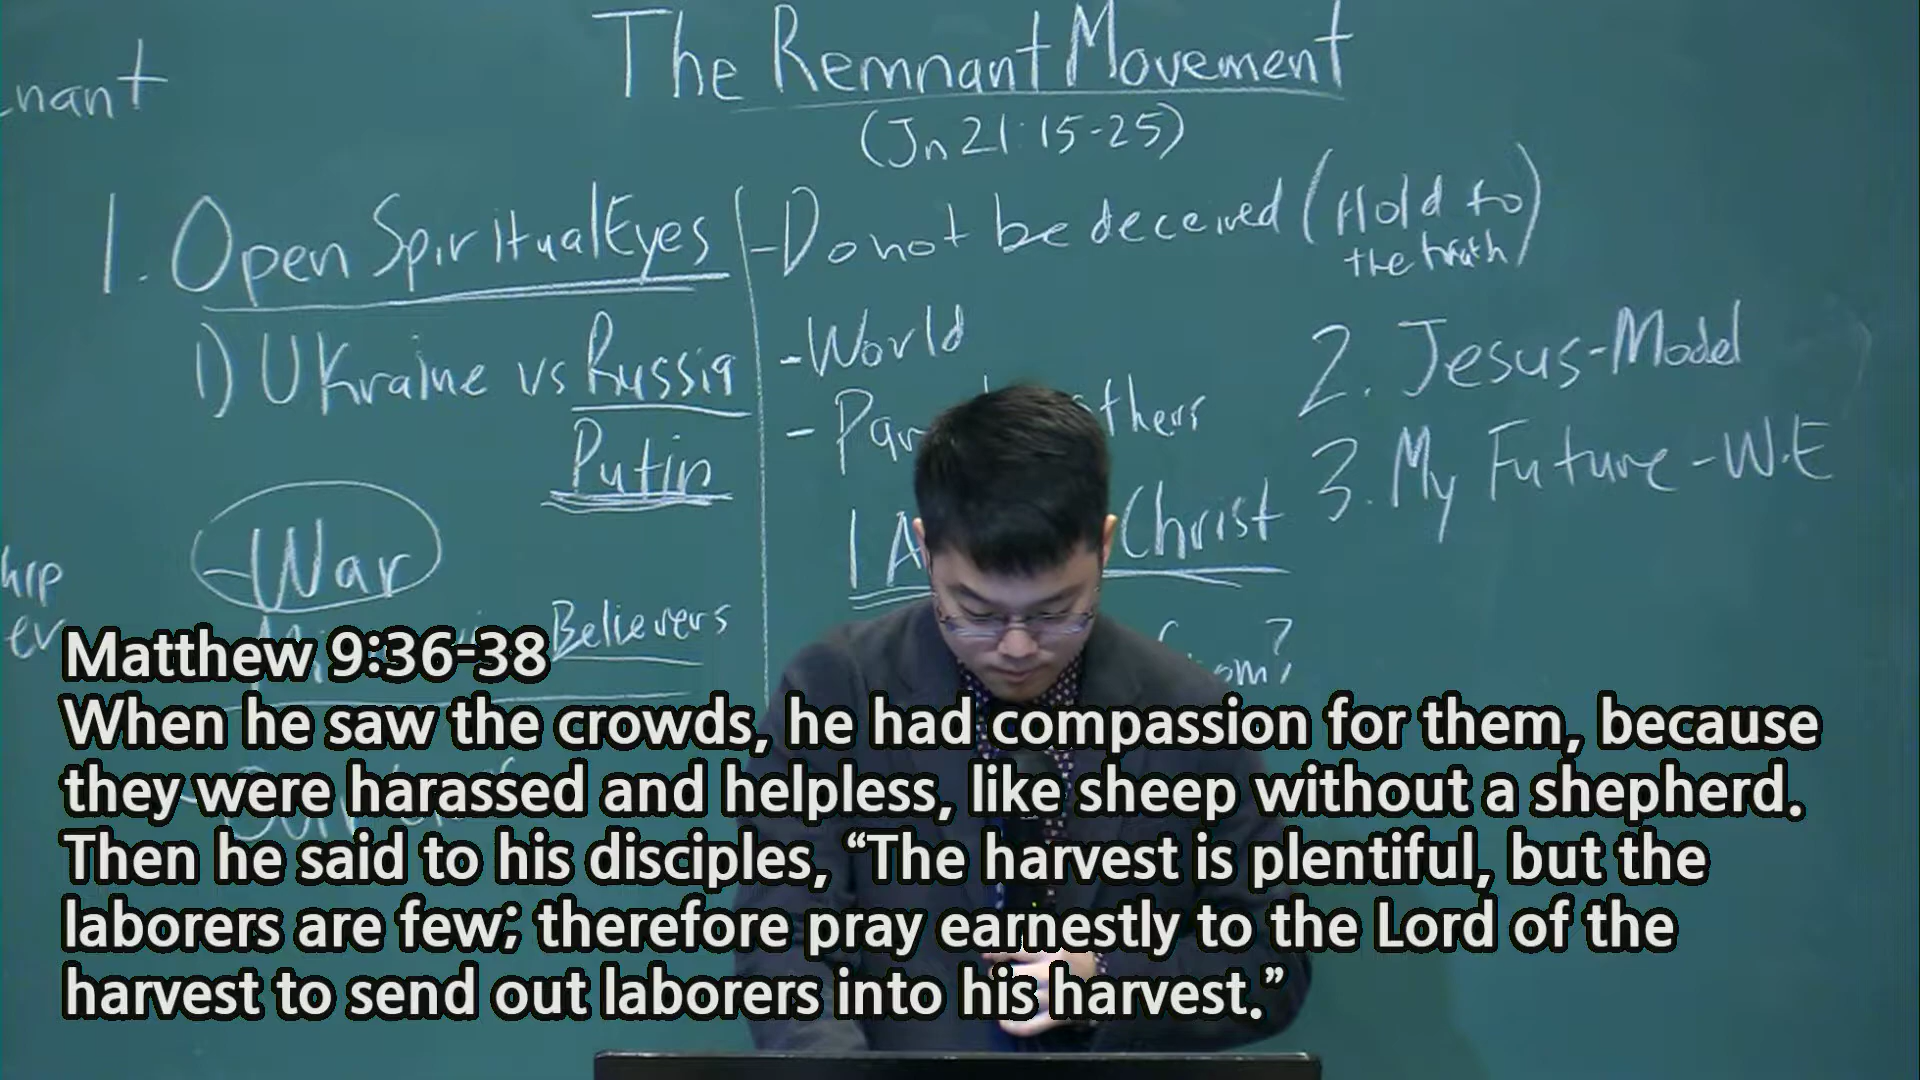 The Remnant Movement
(Jn 21:15-25)
nant
1. Open Spiritual Eyes
1) Ukraine vs Russia
Putin
- War
Believers
- Do not be deceived (Hold to the truth)
- World
thers
Christ
2. Jesus - Model
3. My Future - W.E
Matthew 9:36-38
When he saw the crowds, he had compassion for them, because
they were harassed and helpless, like sheep without a shepherd.
Then he said to his disciples, “The harvest is plentiful, but the
laborers are few; therefore pray earnestly to the Lord of the
harvest to send out laborers into his harvest.”